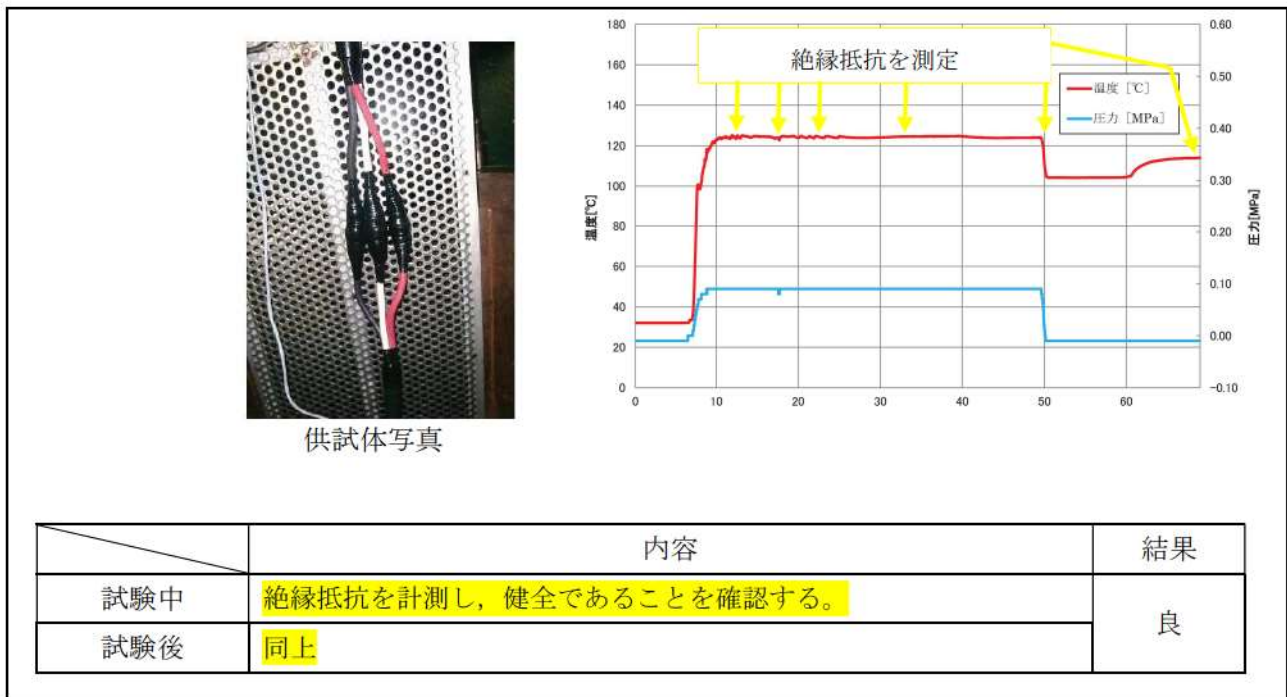 絶縁抵抗を測定
温度 [℃]
圧力 [MPa]
180
160
140
120
100
80
60
40
20
0
温度[℃]
0.60
0.50
0.40
0.30
0.20
0.10
0.00
-0.10
圧力[MPa]
0 10 20 30 40 50 60
供試体写真
内容 結果
試験中 絶縁抵抗を計測し，健全であることを確認する。 良
試験後 同上